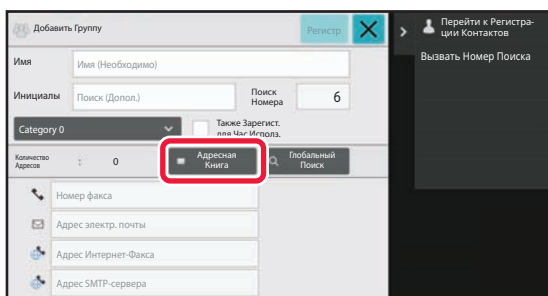 Добавить Группу
Регистр
Имя
Имя (Необходимо)
Инициалы
Поиск (Допол.)
Поиск
Номера
6
Category 0
Также Зарегист.
для Час Исполз.
Количество
Адресов
:
0
Адресная
Книга
Глобальный
Поиск
Номер факса
Адрес электр. почты
Адрес Интернет-Факса
Адрес SMTP-сервера
Перейти к Регистра-
ции Контактов
Вызвать Номер Поиска